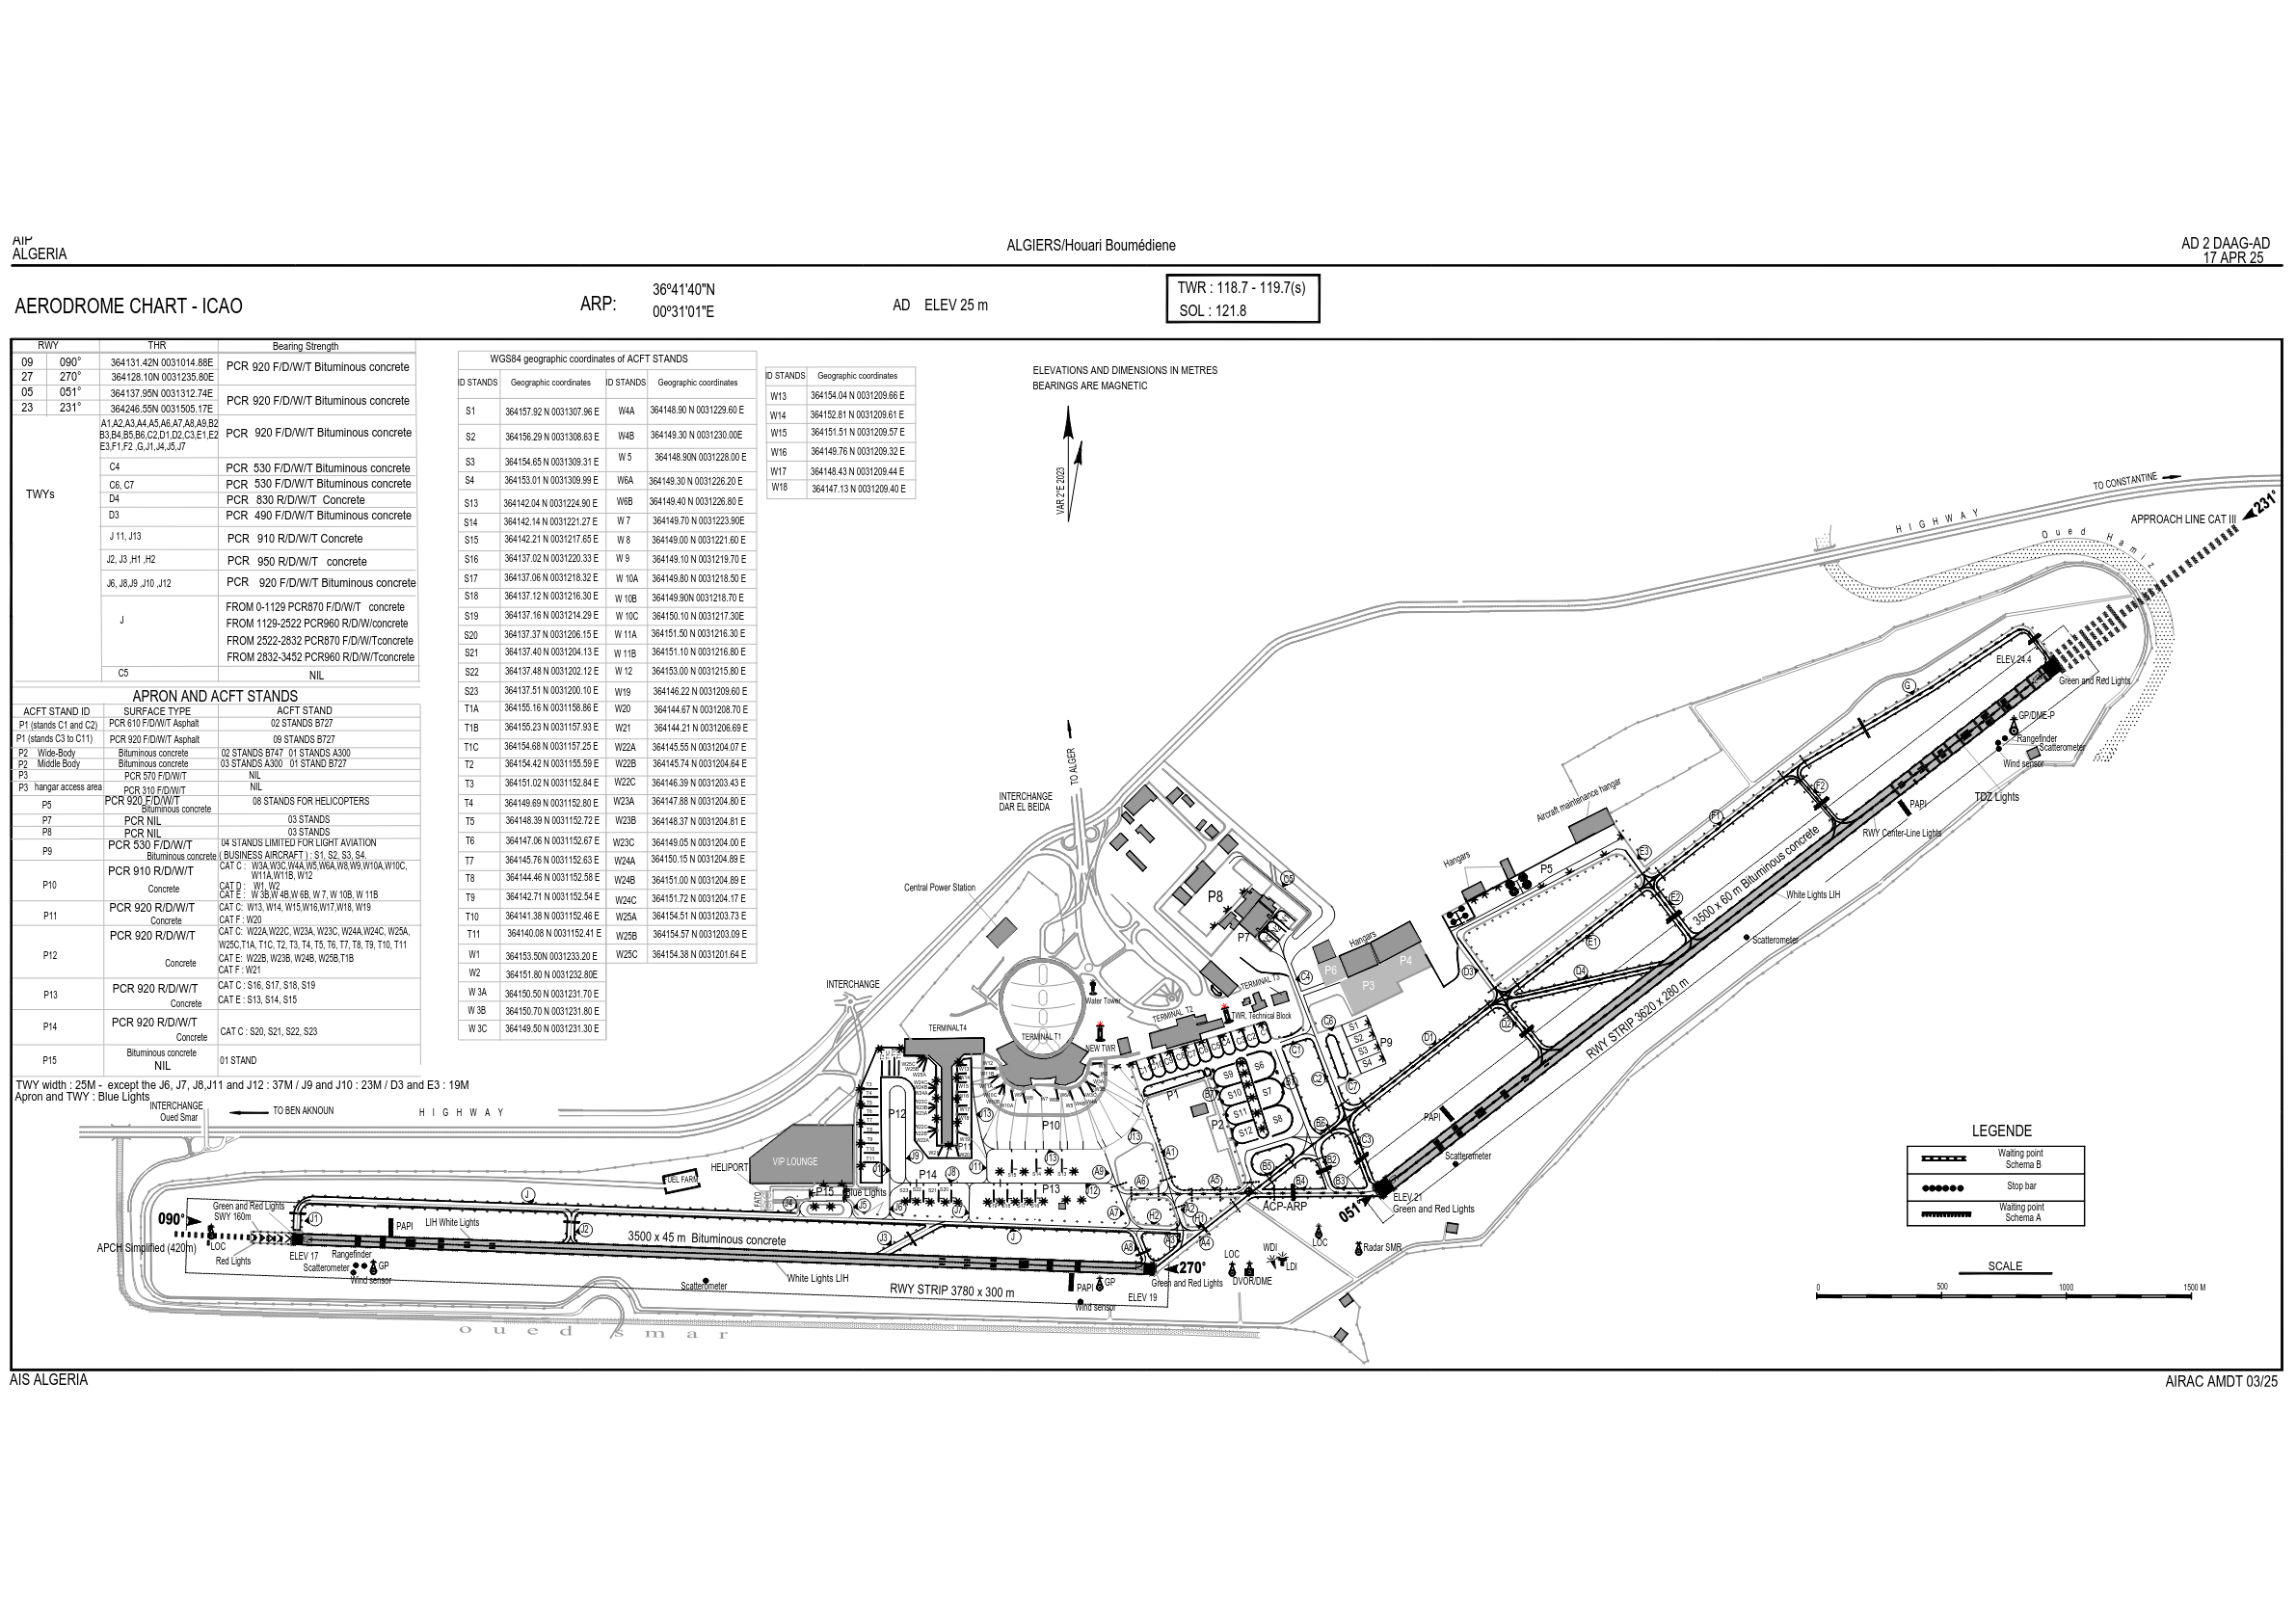 AIP
ALGERIA
ALGIERS/Houari Boumédiene
AD 2 DAAG-AD
17 APR 25
AERODROME CHART - ICAO
ARP:
36º41'40"N
00º31'01"E
AD ELEV 25 m
TWR : 118.7 - 119.7(s)
SOL : 121.8
RWY THR Bearing Strength
09 090° 364131.42N 0031014.88E PCR 920 F/D/W/T Bituminous concrete
27 270° 364128.10N 0031235.80E
05 051° 364137.95N 0031312.74E PCR 920 F/D/W/T Bituminous concrete
23 231° 364246.55N 0031505.17E
TWYs
A1,A2,A3,A4,A5,A6,A7,A8,A9,B2
B3,B4,B5,B6,C2,D1,D2,C3,E1,E2
E3,F1,F2 ,G,J1,J4,J5,J7
PCR 920 F/D/W/T Bituminous concrete
C4 PCR 530 F/D/W/T Bituminous concrete
C6, C7 PCR 530 F/D/W/T Bituminous concrete
D4 PCR 830 R/D/W/T Concrete
D3 PCR 490 F/D/W/T Bituminous concrete
J 11, J13 PCR 910 R/D/W/T Concrete
J2, J3 ,H1 ,H2 PCR 950 R/D/W/T concrete
J6, J8,J9 ,J10 ,J12 PCR 920 F/D/W/T Bituminous concrete
J
FROM 0-1129 PCR870 F/D/W/T concrete
FROM 1129-2522 PCR960 R/D/W/concrete
FROM 2522-2832 PCR870 F/D/W/Tconcrete
FROM 2832-3452 PCR960 R/D/W/Tconcrete
C5 NIL
APRON AND ACFT STANDS
ACFT STAND ID SURFACE TYPE ACFT STAND
P1 (stands C1 and C2) PCR 610 F/D/W/T Asphalt 02 STANDS B727
P1 (stands C3 to C11) PCR 920 F/D/W/T Asphalt 09 STANDS B727
P2 Wide-Body Bituminous concrete 02 STANDS B747 01 STANDS A300
P2 Middle Body Bituminous concrete 03 STANDS A300 01 STAND B727
P3 PCR 570 F/D/W/T NIL
P3 hangar access area PCR 310 F/D/W/T NIL
P5 PCR 920 F/D/W/T Bituminous concrete 08 STANDS FOR HELICOPTERS
P7 PCR NIL 03 STANDS
P8 PCR NIL 03 STANDS
P9 PCR 530 F/D/W/T Bituminous concrete
04 STANDS LIMITED FOR LIGHT AVIATION
( BUSINESS AIRCRAFT ) : S1, S2, S3, S4.
P10 PCR 910 R/D/W/T Concrete
CAT C : W3A,W3C,W4A,W5,W6A,W8,W9,W10A,W10C,
W11A,W11B, W12
CAT D : W1, W2
CAT E : W 3B,W 4B,W 6B, W 7, W 10B, W 11B
P11 PCR 920 R/D/W/T Concrete
CAT C: W13, W14, W15,W16,W17,W18, W19
CAT F : W20
P12 PCR 920 R/D/W/T Concrete
CAT C: W22A,W22C, W23A, W23C, W24A,W24C, W25A,
W25C,T1A, T1C, T2, T3, T4, T5, T6, T7, T8, T9, T10, T11
CAT E: W22B, W23B, W24B, W25B,T1B
CAT F : W21
P13 PCR 920 R/D/W/T Concrete
CAT C : S16, S17, S18, S19
CAT E : S13, S14, S15
P14 PCR 920 R/D/W/T Concrete CAT C : S20, S21, S22, S23
P15 Bituminous concrete NIL 01 STAND
TWY width : 25M - except the J6, J7, J8,J11 and J12 : 37M / J9 and J10 : 23M / D3 and E3 : 19M
Apron and TWY : Blue Lights
WGS84 geographic coordinates of ACFT STANDS
ID STANDS Geographic coordinates ID STANDS Geographic coordinates
S1 364157.92 N 0031307.96 E W4A 364148.90 N 0031229.60 E
S2 364156.29 N 0031308.63 E W4B 364149.30 N 0031230.00E
S3 364154.65 N 0031309.31 E W 5 364148.90N 0031228.00 E
S4 364153.01 N 0031309.99 E W6A 364149.30 N 0031226.20 E
S13 364142.04 N 0031224.90 E W6B 364149.40 N 0031226.80 E
S14 364142.14 N 0031221.27 E W 7 364149.70 N 0031223.90E
S15 364142.21 N 0031217.65 E W 8 364149.00 N 0031221.60 E
S16 364137.02 N 0031220.33 E W 9 364149.10 N 0031219.70 E
S17 364137.06 N 0031218.32 E W 10A 364149.80 N 0031218.50 E
S18 364137.12 N 0031216.30 E W 10B 364149.90N 0031218.70 E
S19 364137.16 N 0031214.29 E W 10C 364150.10 N 0031217.30E
S20 364137.37 N 0031206.15 E W 11A 364151.50 N 0031216.30 E
S21 364137.40 N 0031204.13 E W 11B 364151.10 N 0031216.80 E
S22 364137.48 N 0031202.12 E W 12 364153.00 N 0031215.80 E
S23 364137.51 N 0031200.10 E W19 364146.22 N 0031209.60 E
T1A 364155.16 N 0031158.86 E W20 364144.67 N 0031208.70 E
T1B 364155.23 N 0031157.93 E W21 364144.21 N 0031206.69 E
T1C 364154.68 N 0031157.25 E W22A 364145.55 N 0031204.07 E
T2 364154.42 N 0031155.59 E W22B 364145.74 N 0031204.64 E
T3 364151.02 N 0031152.84 E W22C 364146.39 N 0031203.43 E
T4 364149.69 N 0031152.80 E W23A 364147.88 N 0031204.80 E
T5 364148.39 N 0031152.72 E W23B 364148.37 N 0031204.81 E
T6 364147.06 N 0031152.67 E W23C 364149.05 N 0031204.00 E
T7 364145.76 N 0031152.63 E W24A 364150.15 N 0031204.89 E
T8 364144.46 N 0031152.58 E W24B 364151.00 N 0031204.89 E
T9 364142.71 N 0031152.54 E W24C 364151.72 N 0031204.17 E
T10 364141.38 N 0031152.46 E W25A 364154.51 N 0031203.73 E
T11 364140.08 N 0031152.41 E W25B 364154.57 N 0031203.09 E
W1 364153.50N 0031233.20 E W25C 364154.38 N 0031201.64 E
W2 364151.80 N 0031232.80E
W 3A 364150.50 N 0031231.70 E
W 3B 364150.70 N 0031231.80 E
W 3C 364149.50 N 0031231.30 E
ID STANDS Geographic coordinates
W13 364154.04 N 0031209.66 E
W14 364152.81 N 0031209.61 E
W15 364151.51 N 0031209.57 E
W16 364149.76 N 0031209.32 E
W17 364148.43 N 0031209.44 E
W18 364147.13 N 0031209.40 E
ELEVATIONS AND DIMENSIONS IN METRES
BEARINGS ARE MAGNETIC
VAR 2°E 2023
TO CONSTANTINE
231°
APPROACH LINE CAT III
HIGHWAY
Oued Hamiz
ELEV 24.4
Green and Red Lights
G
GP/DME-P
Rangefinder
Scatterometer
Wind sensor
TDZ Lights
PAPI
F2
F1
RWY Center-Line Lights
3500 x 60 m Bituminous concrete
White Lights LIH
Scatterometer
RWY STRIP 3620 x 280 m
TO ALGER
INTERCHANGE
DAR EL BEIDA
Aircraft maintenance hangar
Hangars
P5
E3
E2
E1
D4
D3
D2
D1
Central Power Station
P8
P7
C5
C4
Hangars
P6
P4
P3
INTERCHANGE
Water Tower
TERMINAL T3
TERMINAL T2
TWR, Technical Block
TERMINAL T4
TERMINAL T1
NEW TWR
C6
S1
S2
S3
S4
P9
C1
C2
C7
S9
S6
S10
S7
S11
S8
S12
B7
P1
P2
B6
C3
PAPI
Scatterometer
P12
P11
P10
J13
J13
J13
A1
B5
B2
B4
B3
INTERCHANGE
Oued Smar
TO BEN AKNOUN
HIGHWAY
HELIPORT
VIP LOUNGE
FUEL FARM
FATO
P15
Blue Lights
J4
J5
J9
P14
J8
J11
P13
J12
J6
J7
A9
A6
A5
A7
H2
A2
H1
A3
A4
A8
ACP-ARP
051°
ELEV 21
Green and Red Lights
090°
Green and Red Lights
SWY 160m
APCH Simplified (420m)
LOC
Red Lights
ELEV 17
J1
J
PAPI
LIH White Lights
J2
Rangefinder
Scatterometer
GP
Wind sensor
3500 x 45 m Bituminous concrete
J3
J
Scatterometer
White Lights LIH
RWY STRIP 3780 x 300 m
PAPI
GP
Wind sensor
ELEV 19
270°
Green and Red Lights
LOC
DVOR/DME
WDI
LDI
LOC
Radar SMR
oued smar
LEGENDE
Waiting point
Schema B
Stop bar
Waiting point
Schema A
SCALE
0 500 1000 1500 M
AIS ALGERIA
AIRAC AMDT 03/25